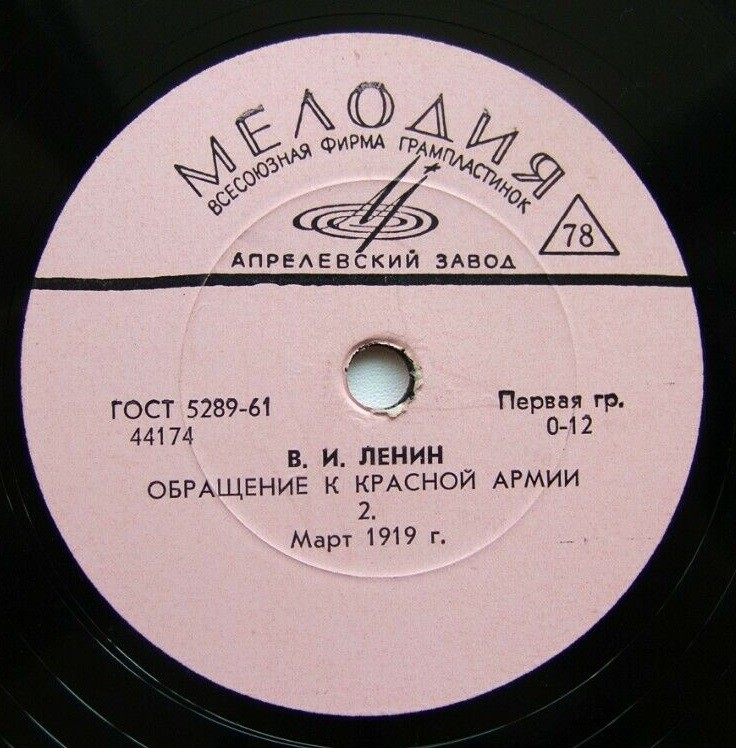 МЕЛОДИЯ
ВСЕСОЮЗНАЯ ФИРМА ГРАМПЛАСТИНОК
78
АПРЕЛЕВСКИЙ ЗАВОД
ГОСТ 5289-61
44174
Первая гр.
0-12
В. И. ЛЕНИН
ОБРАЩЕНИЕ К КРАСНОЙ АРМИИ
2.
Март 1919 г.